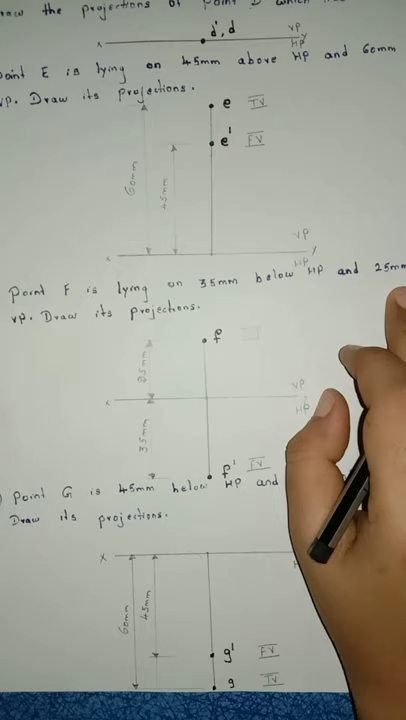 the projections of point D which
d', d
X VP
HP Y
Point E is lying on 45mm above HP and 60mm
VP. Draw its projections.
e TV
e' FV
60mm
45mm
VP
X HP Y
Point F is lying on 35mm below HP and 25mm
VP. Draw its projections.
f
VP
X HP
35mm
f' FV
Point G is 45mm below HP and
Draw its projections.
X
60mm
45mm
g' FV
g TV